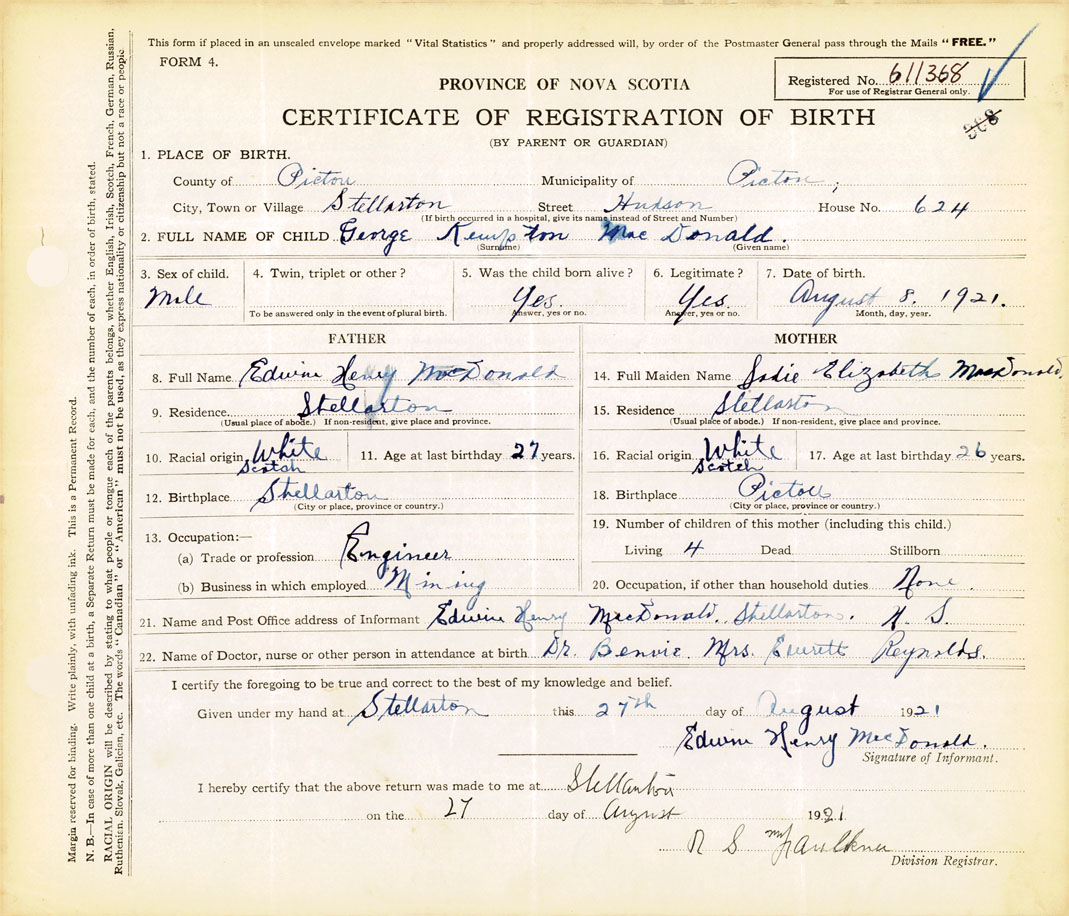 This form if placed in an unsealed envelope marked "Vital Statistics" and properly addressed will, by order of the Postmaster General pass through the Mails "FREE."
FORM 4.
Registered No. 611368
For use of Registrar General only.
PROVINCE OF NOVA SCOTIA
CERTIFICATE OF REGISTRATION OF BIRTH
(BY PARENT OR GUARDIAN)
1. PLACE OF BIRTH.
County of Pictou Municipality of Pictou ;
City, Town or Village Stellarton Street Hudson House No. 624
(If birth occurred in a hospital, give its name instead of Street and Number)
2. FULL NAME OF CHILD George Kempton Mac Donald.
(Surname) (Given name)
3. Sex of child. 4. Twin, triplet or other? 5. Was the child born alive? 6. Legitimate? 7. Date of birth.
Male Yes. Yes. August 8. 1921.
To be answered only in the event of plural birth. Answer, yes or no. Answer, yes or no. Month, day, year.
FATHER MOTHER
8. Full Name Edwin Henry MacDonald 14. Full Maiden Name Sadie Elizabeth MacDonald.
9. Residence Stellarton 15. Residence Stellarton
(Usual place of abode.) If non-resident, give place and province. (Usual place of abode.) If non-resident, give place and province.
10. Racial origin White Scotch 11. Age at last birthday 27 years. 16. Racial origin White Scotch 17. Age at last birthday 26 years.
12. Birthplace Stellarton 18. Birthplace Pictou
(City or place, province or country.) (City or place, province or country.)
13. Occupation:— 19. Number of children of this mother (including this child.)
(a) Trade or profession Engineer Living 4 Dead Stillborn
(b) Business in which employed Mining 20. Occupation, if other than household duties None
21. Name and Post Office address of Informant Edwin Henry MacDonald. Stellarton. N. S.
22. Name of Doctor, nurse or other person in attendance at birth Dr. Benvie. Mrs. Everett Reynolds.
I certify the foregoing to be true and correct to the best of my knowledge and belief.
Given under my hand at Stellarton this 27th day of August 1921
Edwin Henry MacDonald.
Signature of Informant.
I hereby certify that the above return was made to me at Stellarton
on the 27 day of August 1921
R S Faulkner
Division Registrar.
Margin reserved for binding. Write plainly, with unfading ink. This is a Permanent Record.
N. B.—In case of more than one child at a birth, a Separate Return must be made for each, and the number of each, in order of birth, stated.
RACIAL ORIGIN will be described by stating to what people or tongue each of the parents belongs, whether English, Irish, Scotch, French, German, Russian,
Ruthenien, Slovak, Galician, etc. The words "Canadian" or "American" must not be used, as they express nationality or citizenship but not a race or people